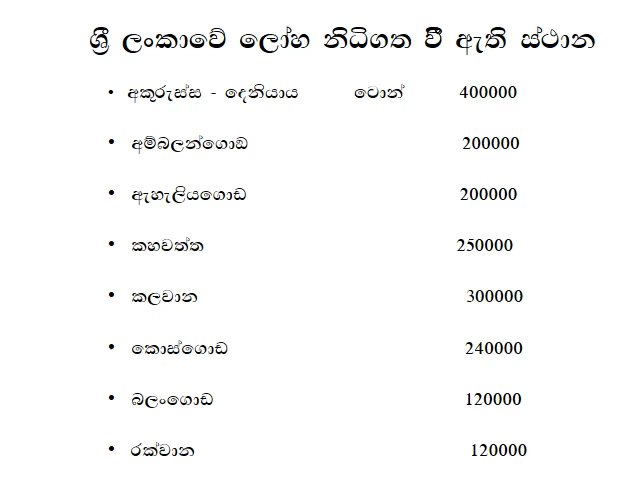 ශ්‍රී ලංකාවේ ලෝහ නිධිගත වී ඇති ස්ථාන
• අකුරුස්ස - දෙනියාය ටොන් 400000
• අම්බලන්ගොඩ 200000
• ඇහැලියගොඩ 200000
• කහවත්ත 250000
• කලවාන 300000
• කොස්ගොඩ 240000
• බලංගොඩ 120000
• රක්වාන 120000